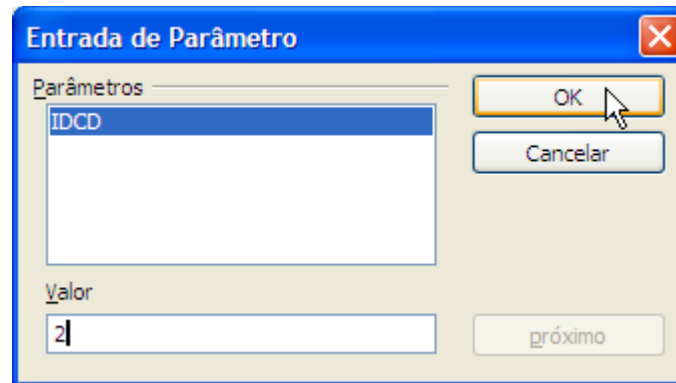 Entrada de Parâmetro
Parâmetros
OK
IDCD
Cancelar
Valor
2
próximo